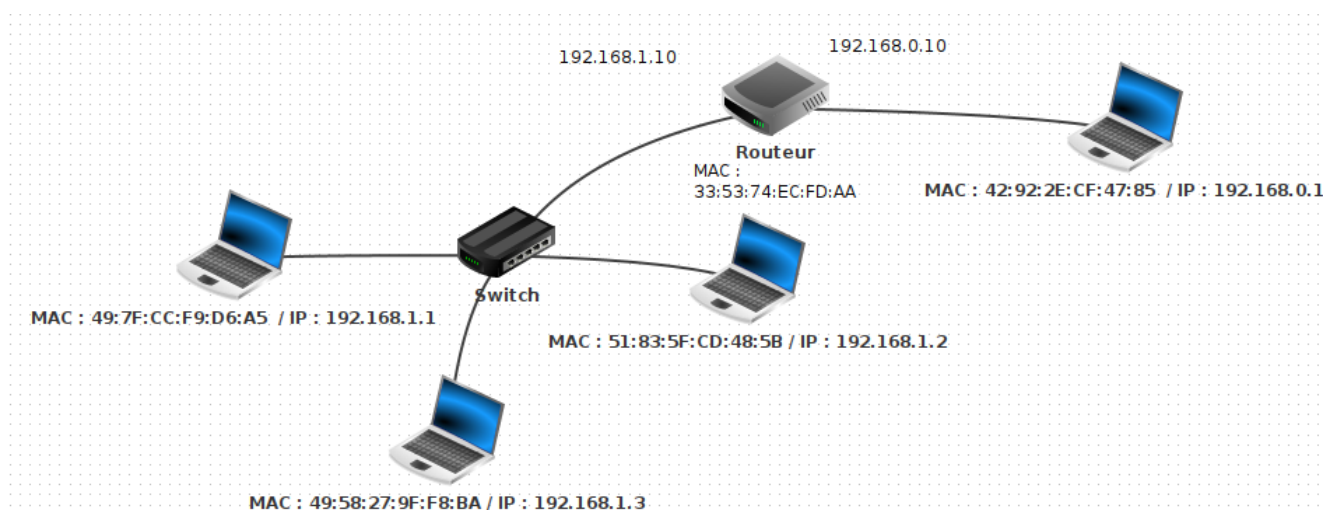 192.168.1.10
192.168.0.10
Routeur
MAC :
33:53:74:EC:FD:AA
MAC : 42:92:2E:CF:47:85 / IP : 192.168.0.1
Switch
MAC : 49:7F:CC:F9:D6:A5 / IP : 192.168.1.1
MAC : 51:83:5F:CD:48:5B / IP : 192.168.1.2
MAC : 49:58:27:9F:F8:BA / IP : 192.168.1.3